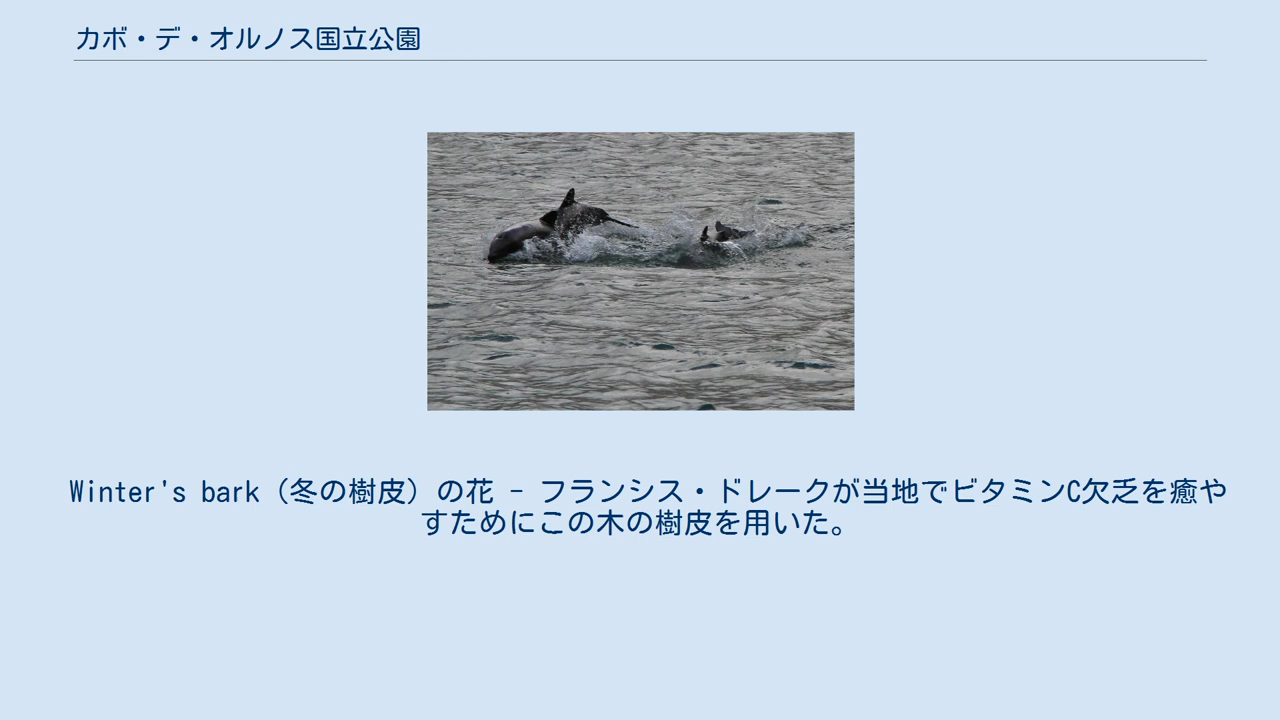 カボ・デ・オルノス国立公園
Winter's bark（冬の樹皮）の花 - フランシス・ドレークが当地でビタミンC欠乏を癒や
すためにこの木の樹皮を用いた。